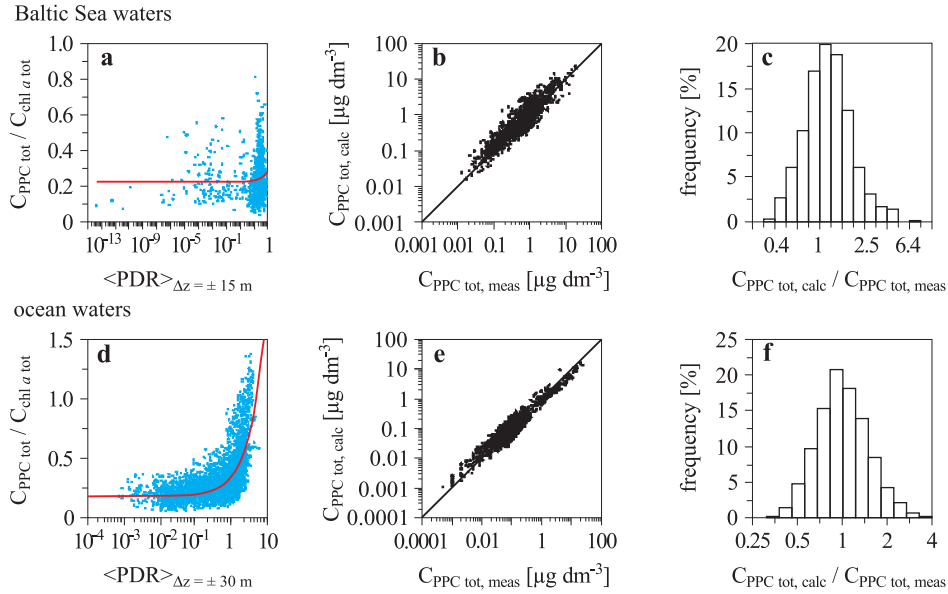 Baltic Sea waters
a
C_PPC tot / C_chl a tot
1.0
0.8
0.6
0.4
0.2
0
10^-13 10^-9 10^-5 10^-1 1
<PDR>_Δz = ± 15 m
b
C_PPC tot, calc [µg dm^-3]
100
10
1
0.1
0.01
0.001
0.001 0.01 0.1 1 10 100
C_PPC tot, meas [µg dm^-3]
c
frequency [%]
20
15
10
5
0
0.4 1 2.5 6.4
C_PPC tot, calc / C_PPC tot, meas
ocean waters
d
C_PPC tot / C_chl a tot
1.5
1.0
0.5
0
10^-4 10^-3 10^-2 10^-1 1 10
<PDR>_Δz = ± 30 m
e
C_PPC tot, calc [µg dm^-3]
100
10
1
0.1
0.01
0.001
0.0001
0.0001 0.01 1 100
C_PPC tot, meas [µg dm^-3]
f
frequency [%]
25
20
15
10
5
0
0.25 0.5 1 2 4
C_PPC tot, calc / C_PPC tot, meas